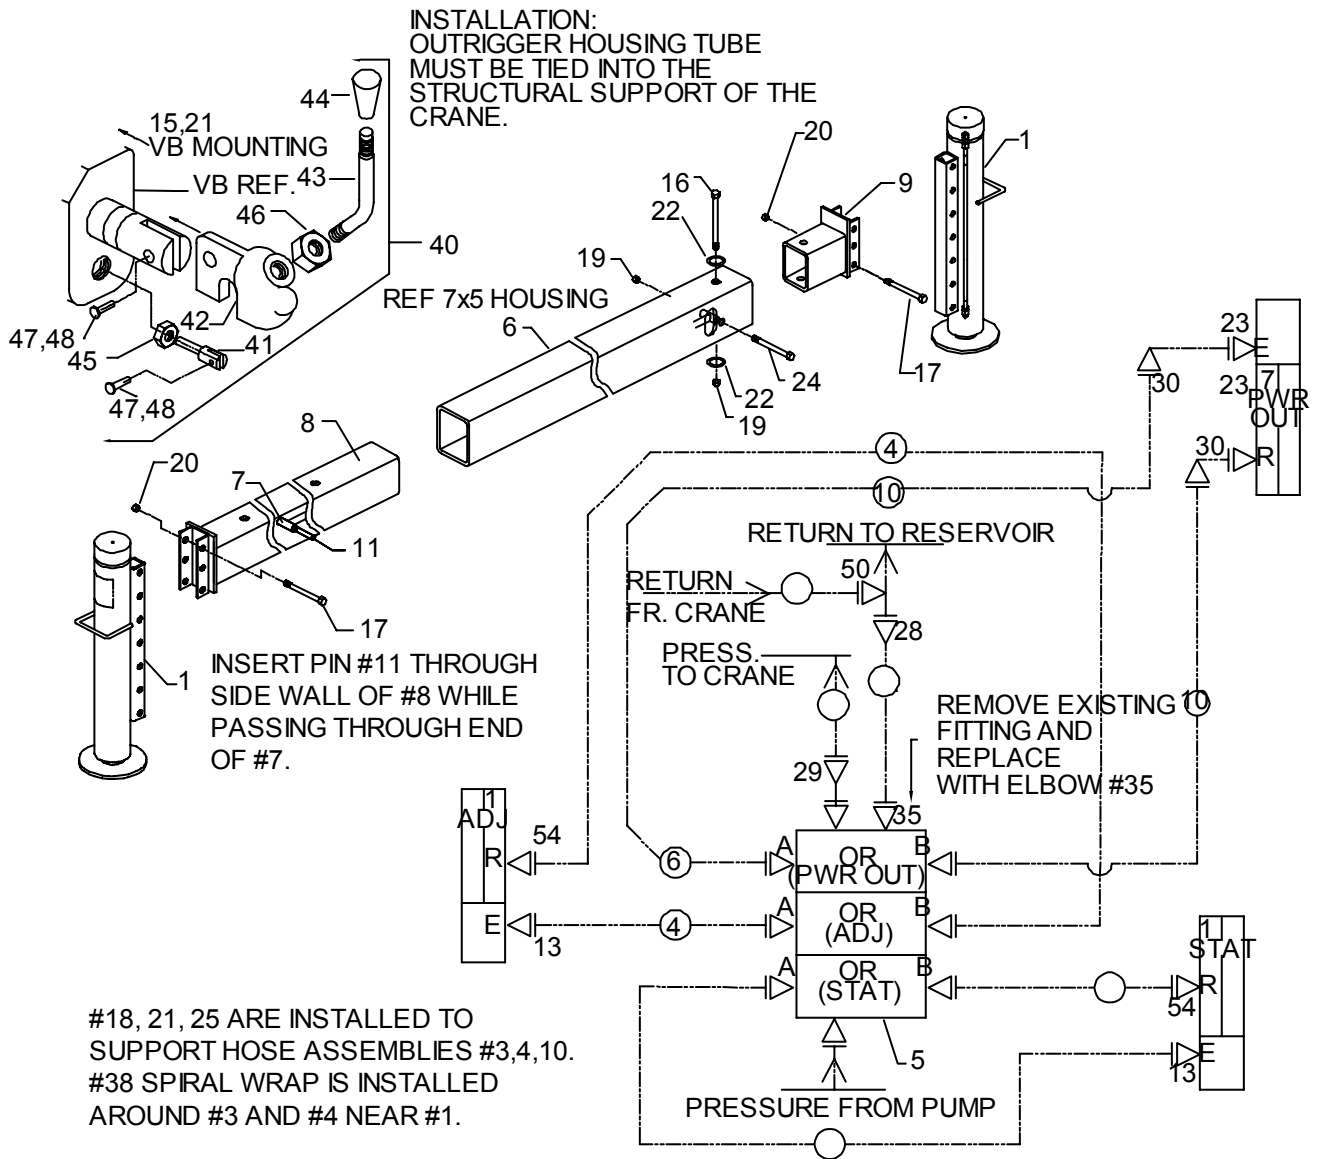 INSTALLATION:
OUTRIGGER HOUSING TUBE
MUST BE TIED INTO THE
STRUCTURAL SUPPORT OF THE
CRANE.
44
15,21
VB MOUNTING
VB REF.
43
46
40
42
47,48
45
41
47,48
20
1
16
9
22
19
REF 7x5 HOUSING
6
24
17
22
19
8
20
7
11
17
1
INSERT PIN #11 THROUGH
SIDE WALL OF #8 WHILE
PASSING THROUGH END
OF #7.
23
E
30
23
7
PWR
OUT
30
R
4
10
RETURN TO RESERVOIR
50
RETURN
FR. CRANE
28
PRESS.
TO CRANE
10
REMOVE EXISTING
FITTING AND
REPLACE
WITH ELBOW #35
29
35
1
ADJ
54
R
E
13
6
4
A
OR
(PWR OUT)
B
A
OR
(ADJ)
B
A
OR
(STAT)
B
1
STAT
R
54
E
13
5
PRESSURE FROM PUMP
#18, 21, 25 ARE INSTALLED TO
SUPPORT HOSE ASSEMBLIES #3,4,10.
#38 SPIRAL WRAP IS INSTALLED
AROUND #3 AND #4 NEAR #1.